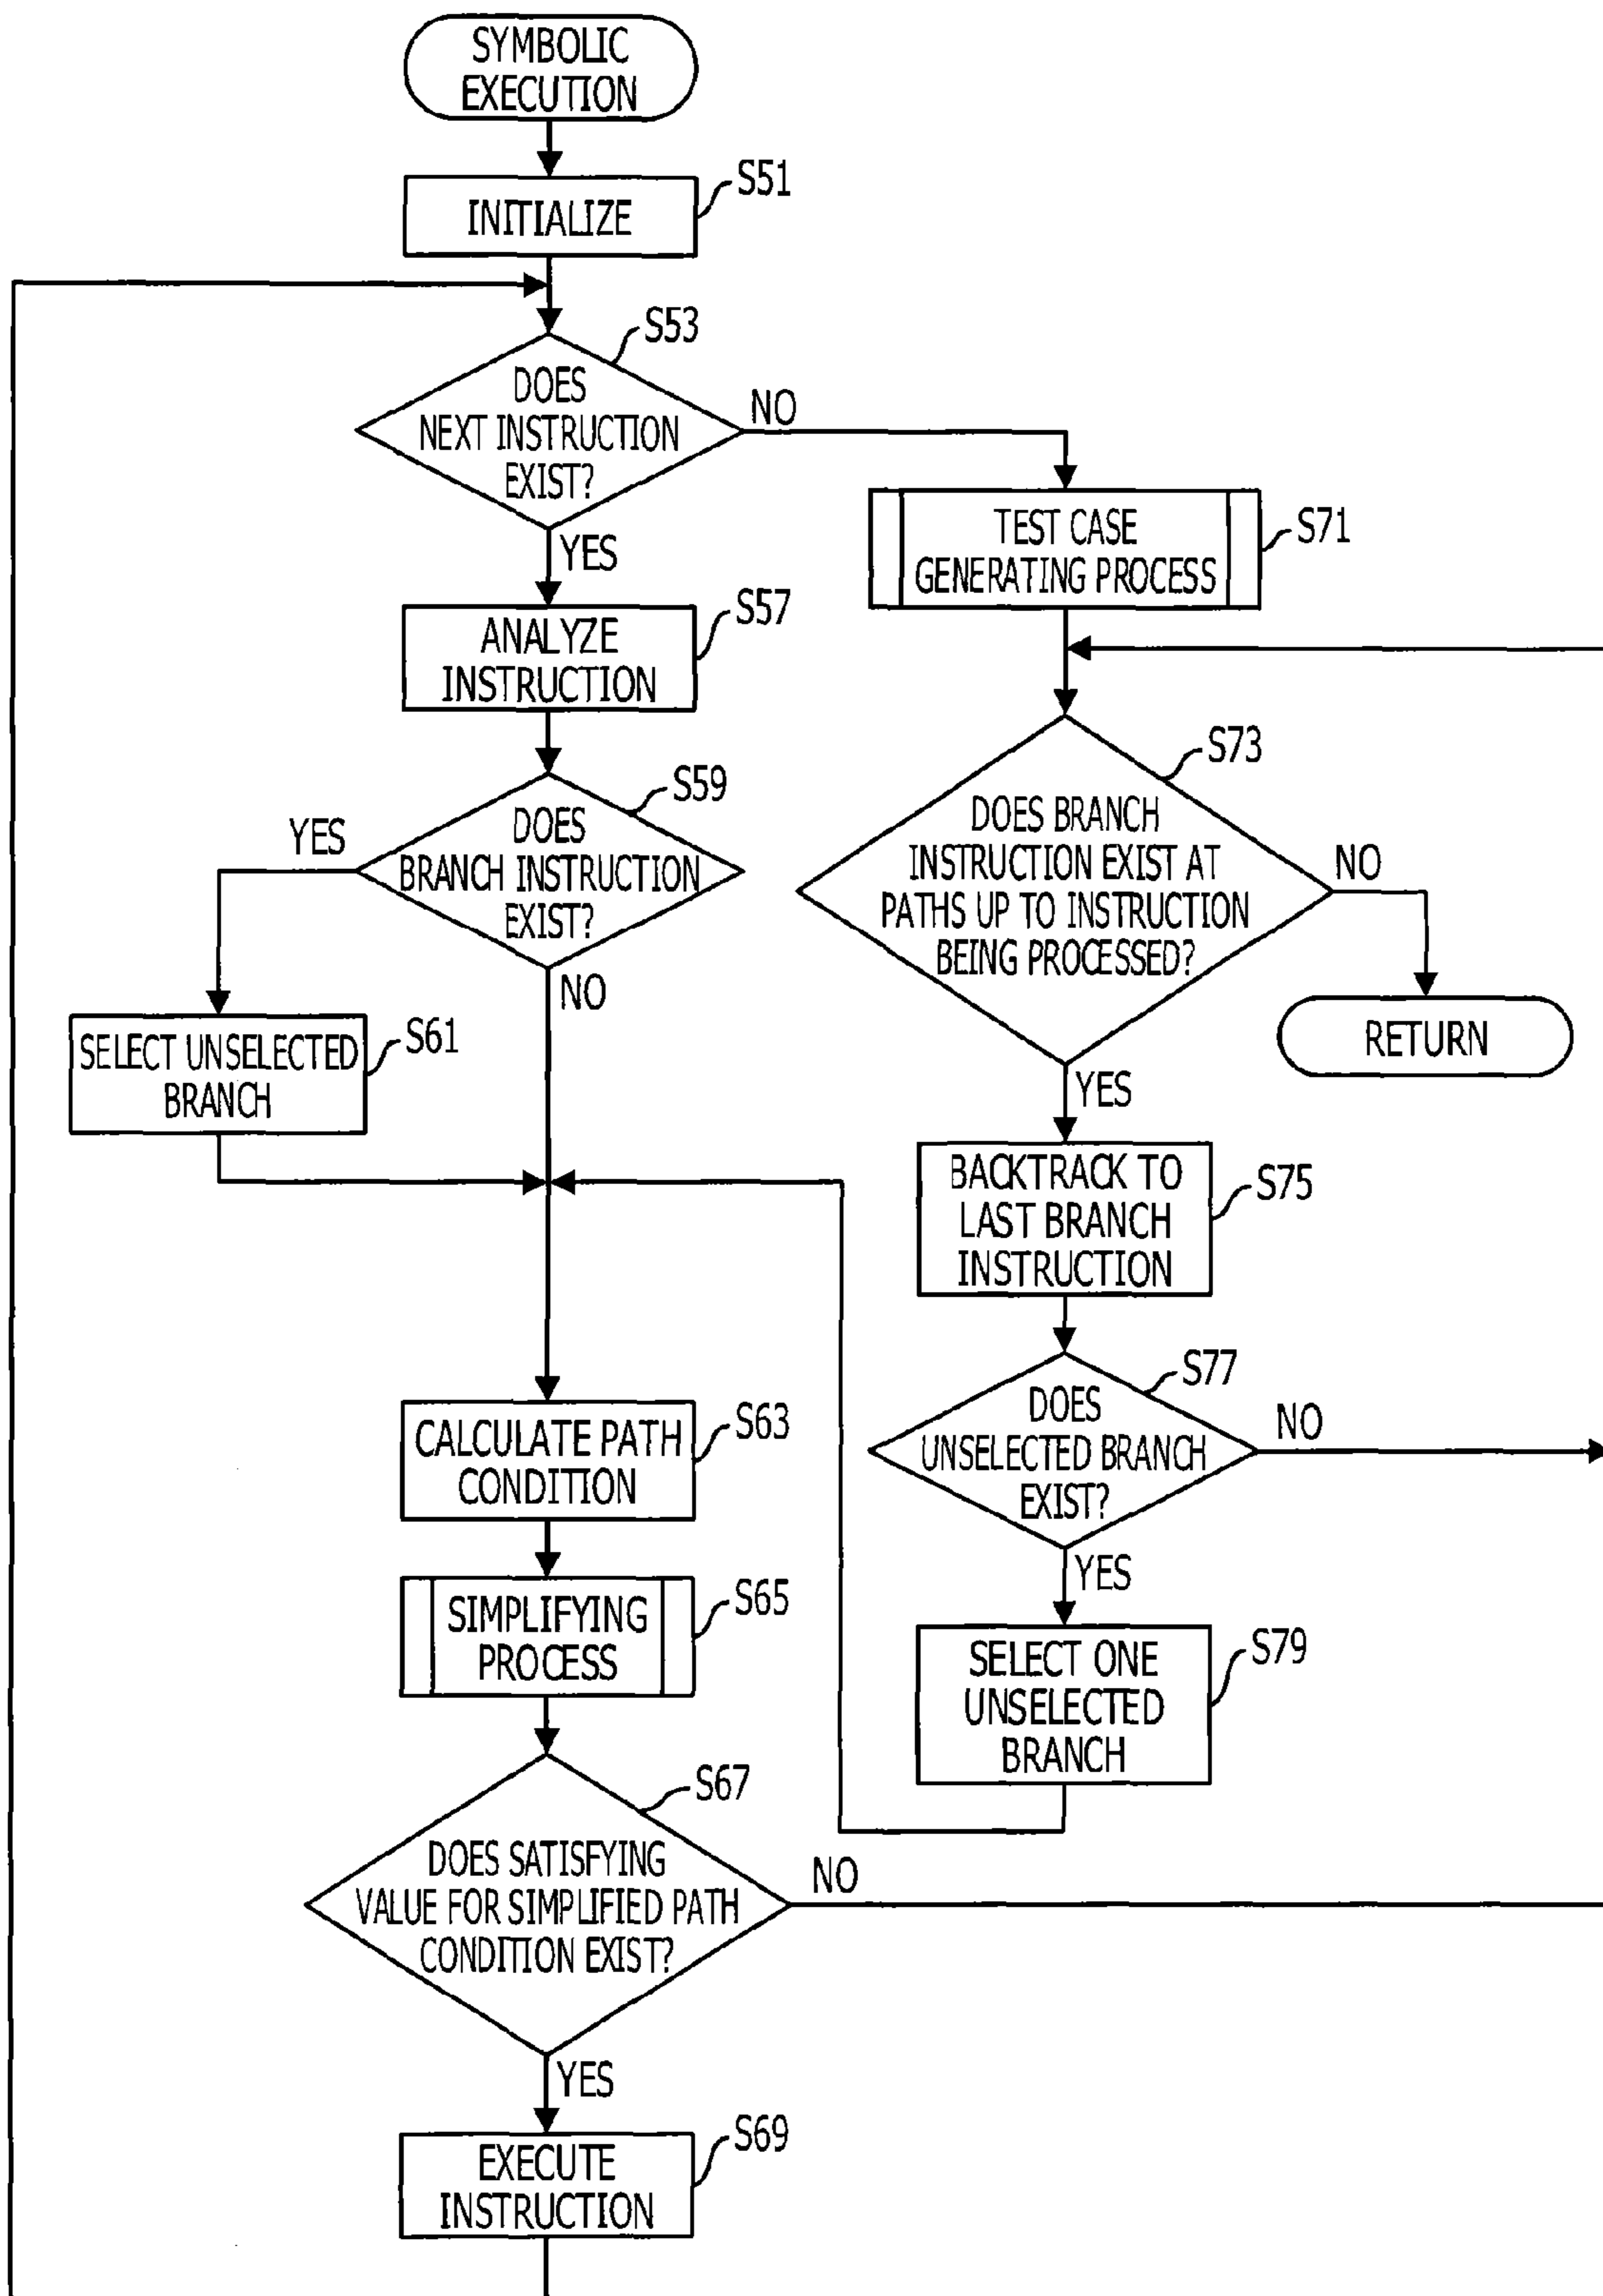 SYMBOLIC
EXECUTION
S51
INITIALIZE
S53
DOES
NEXT INSTRUCTION
EXIST?
NO
YES
S71
TEST CASE
GENERATING PROCESS
S57
ANALYZE
INSTRUCTION
S59
DOES
BRANCH INSTRUCTION
EXIST?
YES
NO
S73
DOES BRANCH
INSTRUCTION EXIST AT
PATHS UP TO INSTRUCTION
BEING PROCESSED?
NO
YES
RETURN
S61
SELECT UNSELECTED
BRANCH
BACKTRACK TO
LAST BRANCH
INSTRUCTION
S75
S77
DOES
UNSELECTED BRANCH
EXIST?
NO
YES
S63
CALCULATE PATH
CONDITION
S65
SIMPLIFYING
PROCESS
SELECT ONE
UNSELECTED
BRANCH
S79
S67
DOES SATISFYING
VALUE FOR SIMPLIFIED PATH
CONDITION EXIST?
NO
YES
S69
EXECUTE
INSTRUCTION